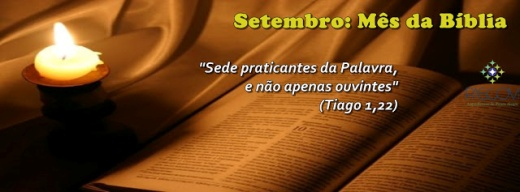 Setembro: Mês da Bíblia
"Sede praticantes da Palavra,
e não apenas ouvintes"
(Tiago 1,22)